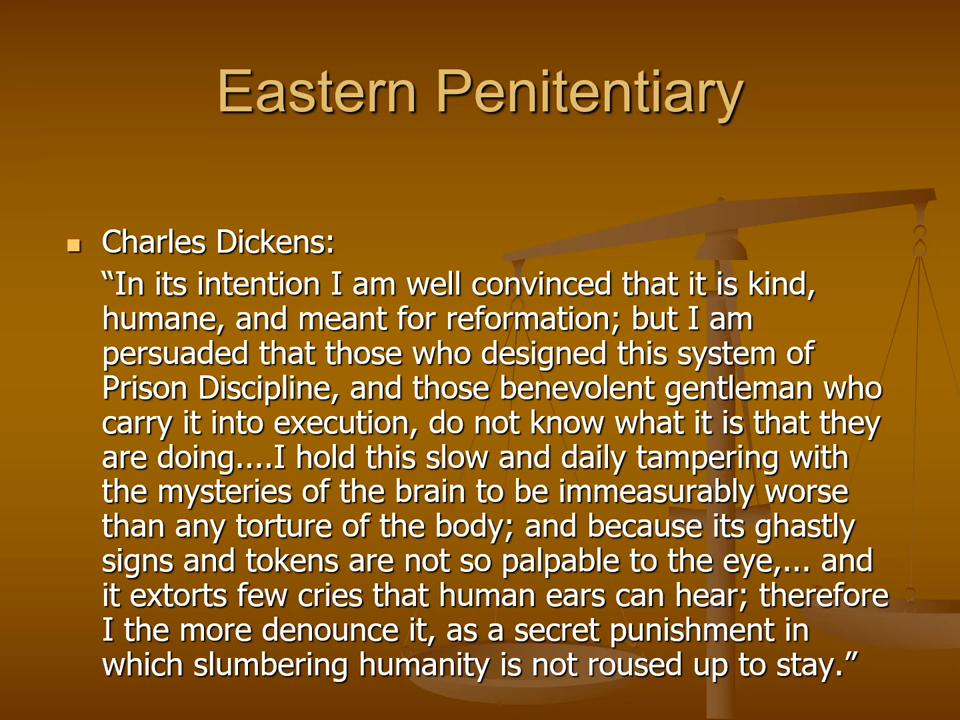 Eastern Penitentiary
Charles Dickens:
“In its intention I am well convinced that it is kind,
humane, and meant for reformation; but I am
persuaded that those who designed this system of
Prison Discipline, and those benevolent gentleman who
carry it into execution, do not know what it is that they
are doing....I hold this slow and daily tampering with
the mysteries of the brain to be immeasurably worse
than any torture of the body; and because its ghastly
signs and tokens are not so palpable to the eye,... and
it extorts few cries that human ears can hear; therefore
I the more denounce it, as a secret punishment in
which slumbering humanity is not roused up to stay.”